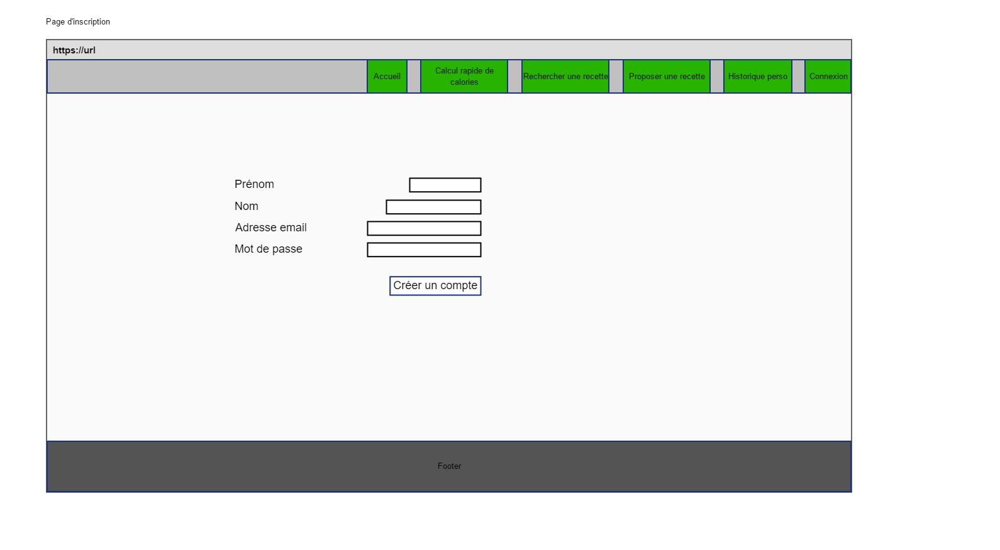 Page d'inscription
https://url
Accueil
Calcul rapide de
calories
Rechercher une recette
Proposer une recette
Historique perso
Connexion
Prénom
Nom
Adresse email
Mot de passe
Créer un compte
Footer